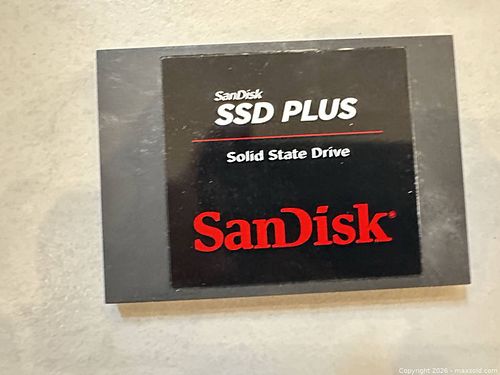 SanDisk
SSD PLUS
Solid State Drive
SanDisk®
Copyright 2026 - maxsold.com